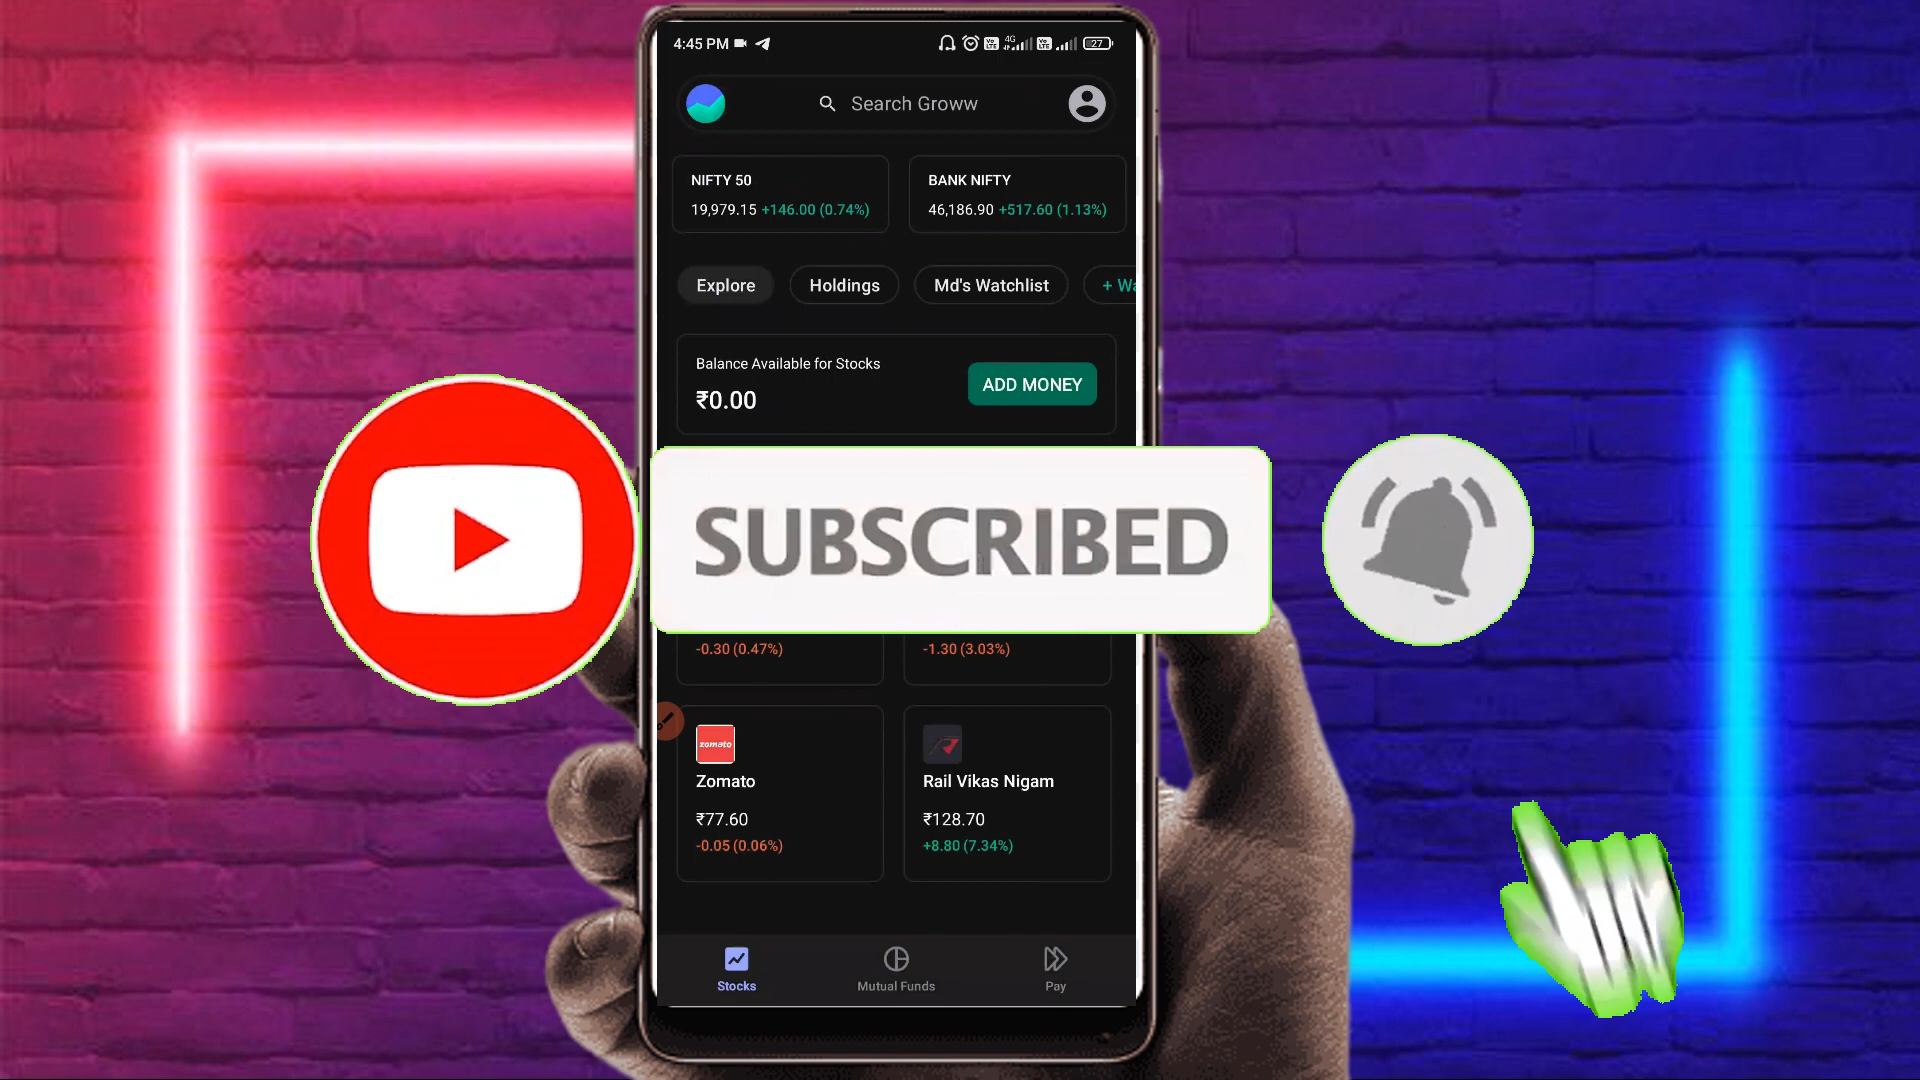 4:45 PM
4G
27
Search Groww
NIFTY 50
19,979.15 +146.00 (0.74%)
BANK NIFTY
46,186.90 +517.60 (1.13%)
Explore
Holdings
Md's Watchlist
+ Wa
Balance Available for Stocks
₹0.00
ADD MONEY
SUBSCRIBED
-0.30 (0.47%)
-1.30 (3.03%)
zomato
Zomato
₹77.60
-0.05 (0.06%)
Rail Vikas Nigam
₹128.70
+8.80 (7.34%)
Stocks
Mutual Funds
Pay